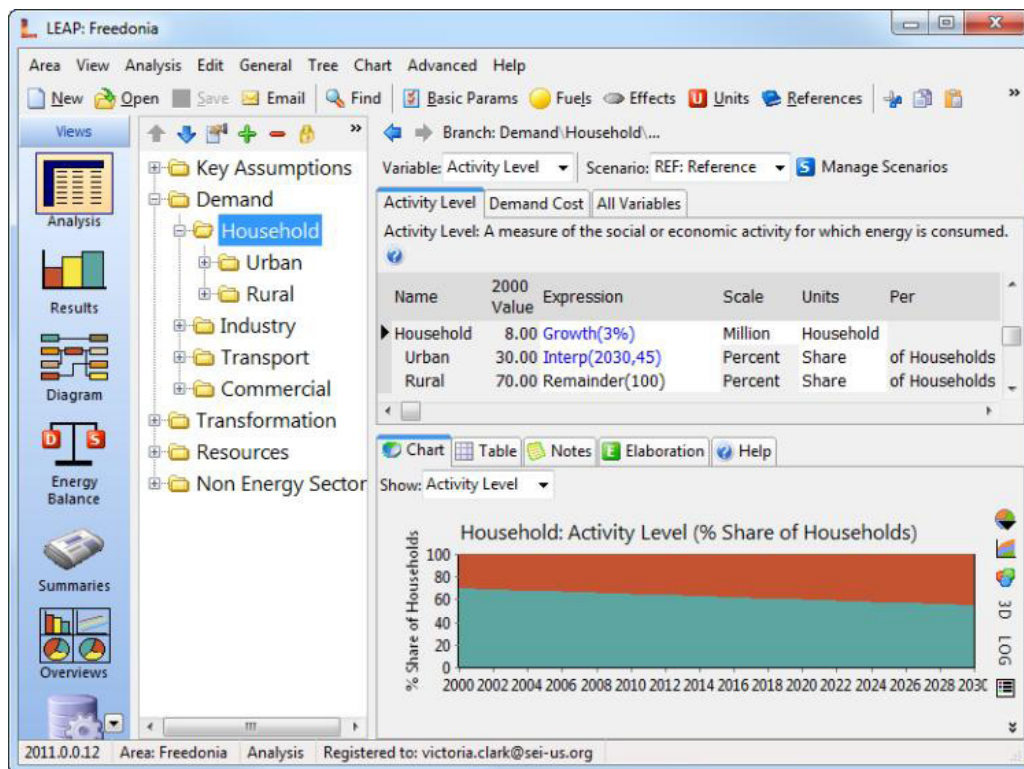 LEAP: Freedonia
Area View Analysis Edit General Tree Chart Advanced Help
New Open Save Email Find Basic Params Fuels Effects Units References »
Views
Analysis
Results
Diagram
Energy
Balance
Summaries
Overviews
»
Key Assumptions
Demand
Household
Urban
Rural
Industry
Transport
Commercial
Transformation
Resources
Non Energy Sector
Branch: Demand\Household\...
Variable: Activity Level Scenario: REF: Reference S Manage Scenarios
Activity Level Demand Cost All Variables
Activity Level: A measure of the social or economic activity for which energy is consumed.
Name 2000 Value Expression Scale Units Per
Household 8.00 Growth(3%) Million Household
Urban 30.00 Interp(2030,45) Percent Share of Households
Rural 70.00 Remainder(100) Percent Share of Households
Chart Table Notes Elaboration Help
Show: Activity Level
Household: Activity Level (% Share of Households)
% Share of Households
100
80
60
40
20
0
2000 2002 2004 2006 2008 2010 2012 2014 2016 2018 2020 2022 2024 2026 2028 2030
3D
LOG
2011.0.0.12 Area: Freedonia Analysis Registered to: victoria.clark@sei-us.org